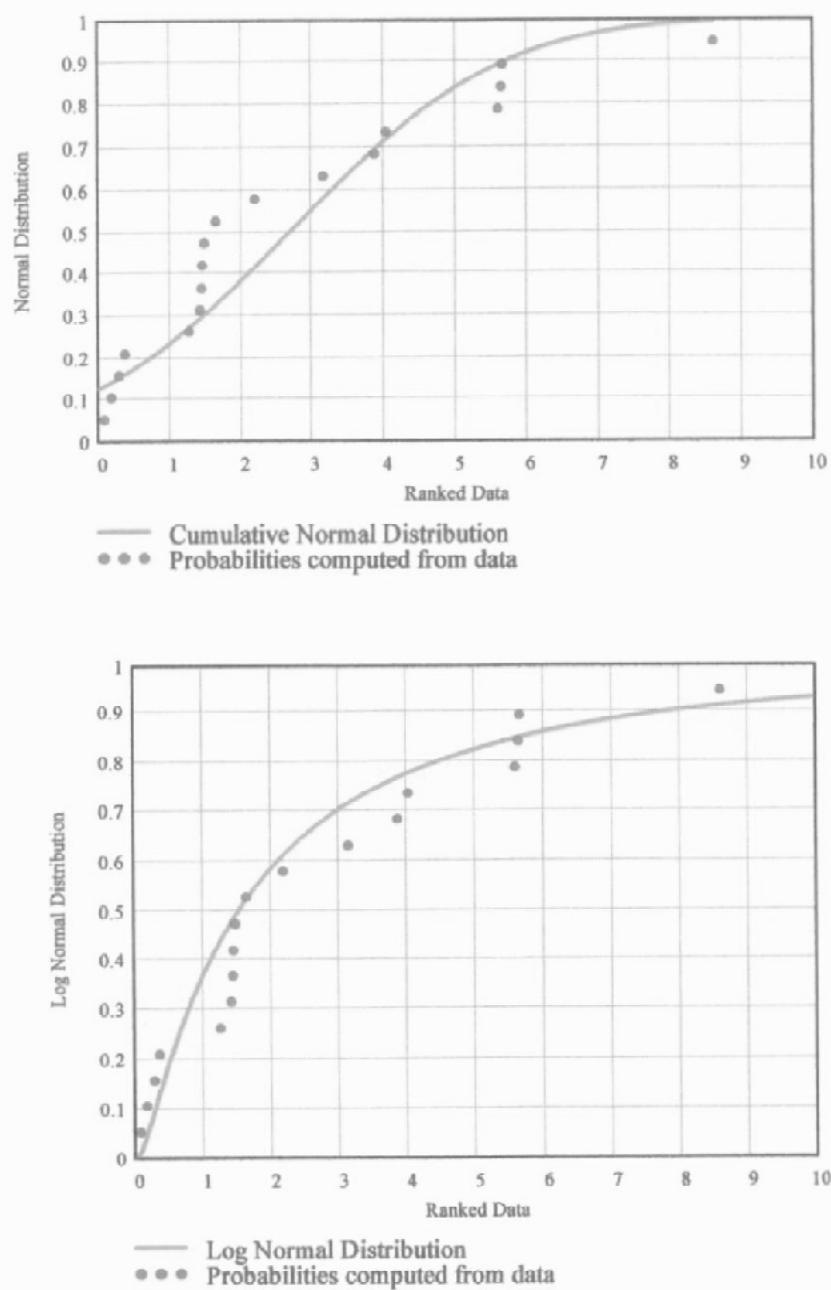 1
0.9
0.8
0.7
0.6
0.5
0.4
0.3
0.2
0.1
0
Normal Distribution
0 1 2 3 4 5 6 7 8 9 10
Ranked Data
Cumulative Normal Distribution
Probabilities computed from data
1
0.9
0.8
0.7
0.6
0.5
0.4
0.3
0.2
0.1
0
Log Normal Distribution
0 1 2 3 4 5 6 7 8 9 10
Ranked Data
Log Normal Distribution
Probabilities computed from data